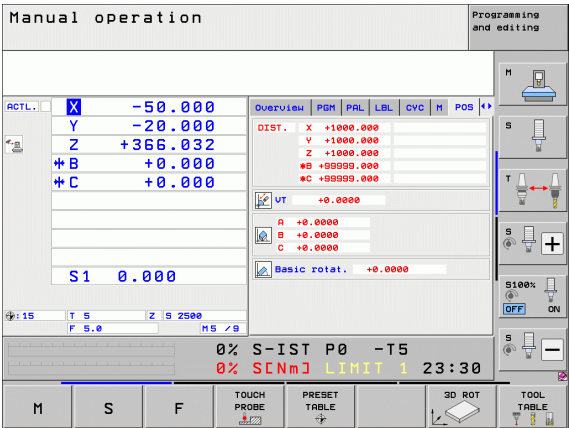 Manual operation
Programming
and editing
ACTL.
X -50.000
Y -20.000
Z +366.032
B +0.000
C +0.000
S1 0.000
:15
T 5
Z S 2500
F 5.0
M5 /9
Overview PGM PAL LBL CYC M POS
DIST.
X +1000.000
Y +1000.000
Z +1000.000
*B +99999.000
*C +99999.000
VT +0.0000
A +0.0000
B +0.0000
C +0.0000
Basic rotat. +0.0000
0% S-IST P0 -T5
0% S[Nm] LIMIT 1 23:30
M
S
T
S
S100%
OFF ON
S
M
S
F
TOUCH
PROBE
PRESET
TABLE
3D ROT
TOOL
TABLE